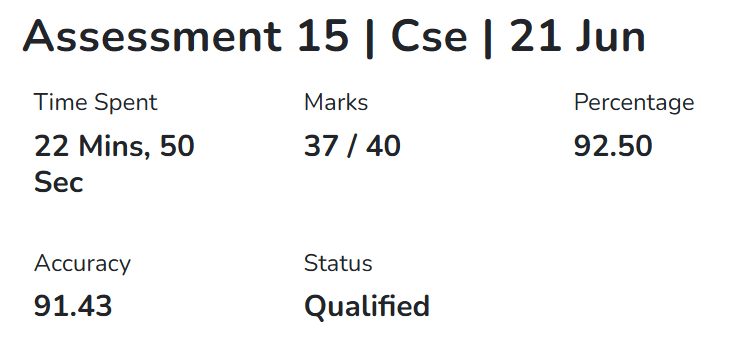 Assessment 15 | Cse | 21 Jun
Time Spent
22 Mins, 50
Sec
Marks
37 / 40
Percentage
92.50
Accuracy
91.43
Status
Qualified